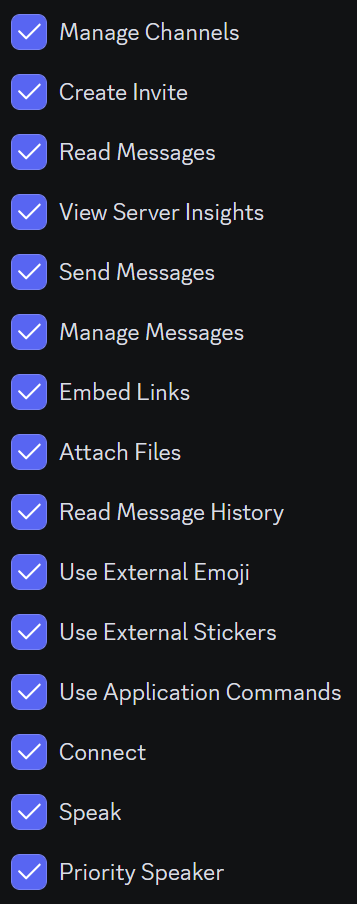 Manage Channels
Create Invite
Read Messages
View Server Insights
Send Messages
Manage Messages
Embed Links
Attach Files
Read Message History
Use External Emoji
Use External Stickers
Use Application Commands
Connect
Speak
Priority Speaker